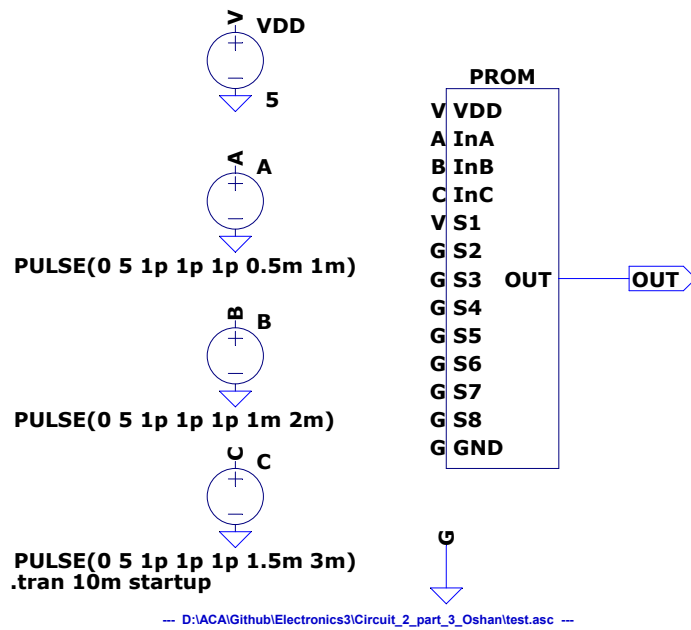 V
VDD
5
A
A
PULSE(0 5 1p 1p 1p 0.5m 1m)
B
B
PULSE(0 5 1p 1p 1p 1m 2m)
C
C
PULSE(0 5 1p 1p 1p 1.5m 3m)
.tran 10m startup
PROM
V VDD
A InA
B InB
C InC
V S1
G S2
G S3 OUT OUT
G S4
G S5
G S6
G S7
G S8
G GND
G
--- D:\ACA\Github\Electronics3\Circuit_2_part_3_Oshan\test.asc ---